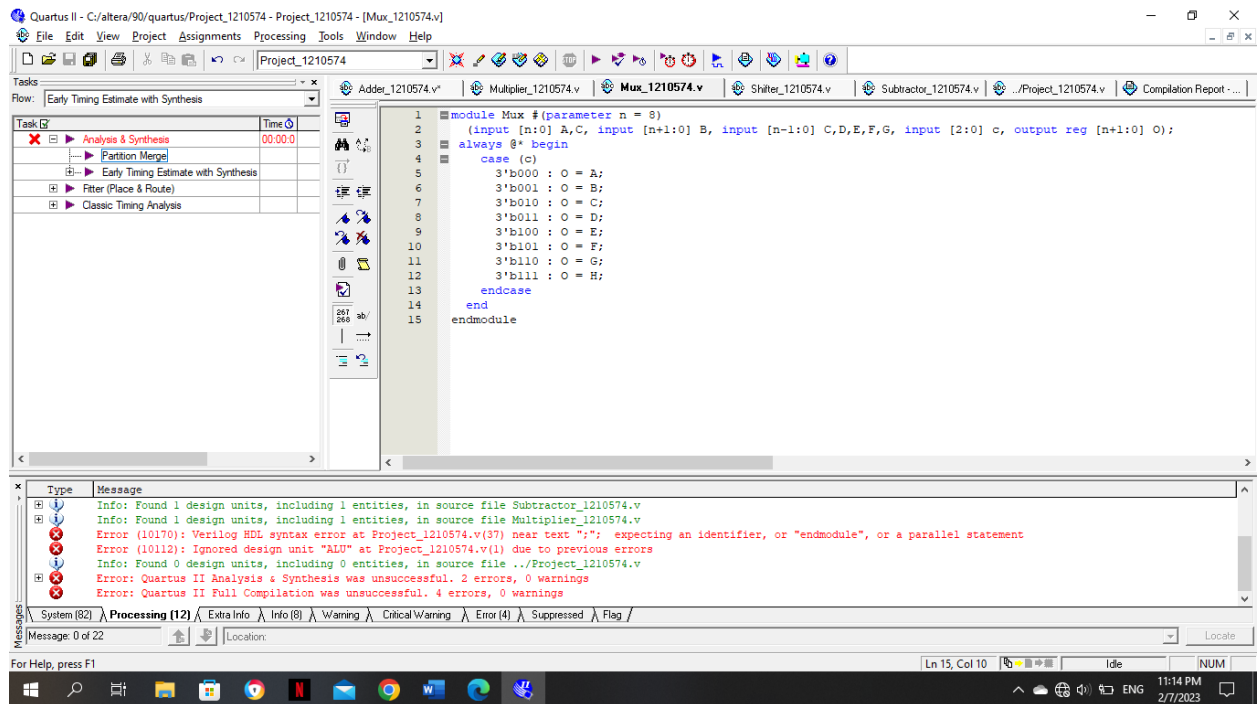 Quartus II - C:/altera/90/quartus/Project_1210574 - Project_1210574 - [Mux_1210574.v]
File Edit View Project Assignments Processing Tools Window Help
Project_1210574
Tasks
Flow: Early Timing Estimate with Synthesis
Task Time
Analysis & Synthesis 00:00:0
Partition Merge
Early Timing Estimate with Synthesis
Fitter (Place & Route)
Classic Timing Analysis
Adder_1210574.v* Multiplier_1210574.v Mux_1210574.v Shifter_1210574.v Subtractor_1210574.v .../Project_1210574.v Compilation Report - ...
267
268 ab/
1 module Mux #(parameter n = 8)
2 (input [n:0] A,C, input [n+1:0] B, input [n-1:0] C,D,E,F,G, input [2:0] c, output reg [n+1:0] O);
3 always @* begin
4 case (c)
5 3'b000 : O = A;
6 3'b001 : O = B;
7 3'b010 : O = C;
8 3'b011 : O = D;
9 3'b100 : O = E;
10 3'b101 : O = F;
11 3'b110 : O = G;
12 3'b111 : O = H;
13 endcase
14 end
15 endmodule
Type Message
Info: Found 1 design units, including 1 entities, in source file Subtractor_1210574.v
Info: Found 1 design units, including 1 entities, in source file Multiplier_1210574.v
Error (10170): Verilog HDL syntax error at Project_1210574.v(37) near text ";"; expecting an identifier, or "endmodule", or a parallel statement
Error (10112): Ignored design unit "ALU" at Project_1210574.v(1) due to previous errors
Info: Found 0 design units, including 0 entities, in source file ../Project_1210574.v
Error: Quartus II Analysis & Synthesis was unsuccessful. 2 errors, 0 warnings
Error: Quartus II Full Compilation was unsuccessful. 4 errors, 0 warnings
Messages
System (82) Processing (12) Extra Info Info (8) Warning Critical Warning Error (4) Suppressed Flag
Message: 0 of 22 Location: Locate
For Help, press F1 Ln 15, Col 10 Idle NUM
ENG 11:14 PM
2/7/2023